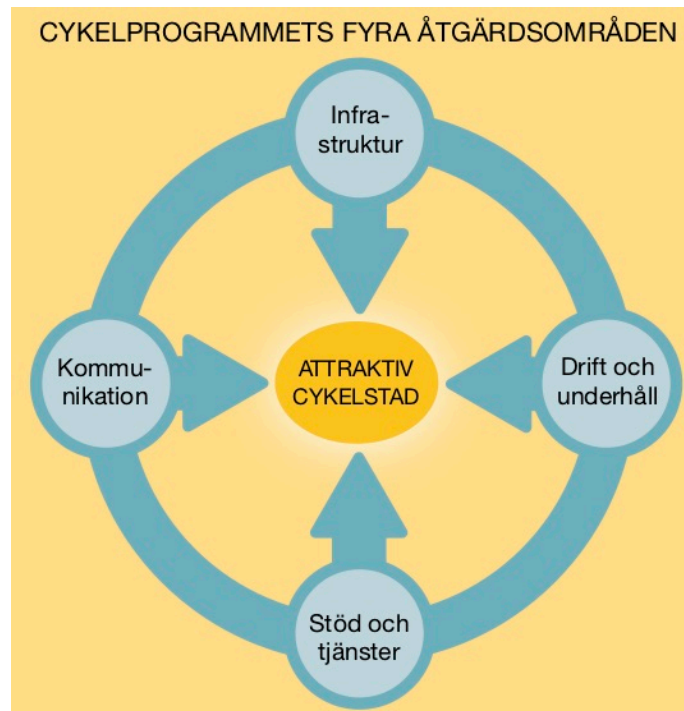 CYKELPROGRAMMETS FYRA ÅTGÄRDSOMRÅDEN
Infra-
struktur
Kommu-
nikation
ATTRAKTIV
CYKELSTAD
Drift och
underhåll
Stöd och
tjänster